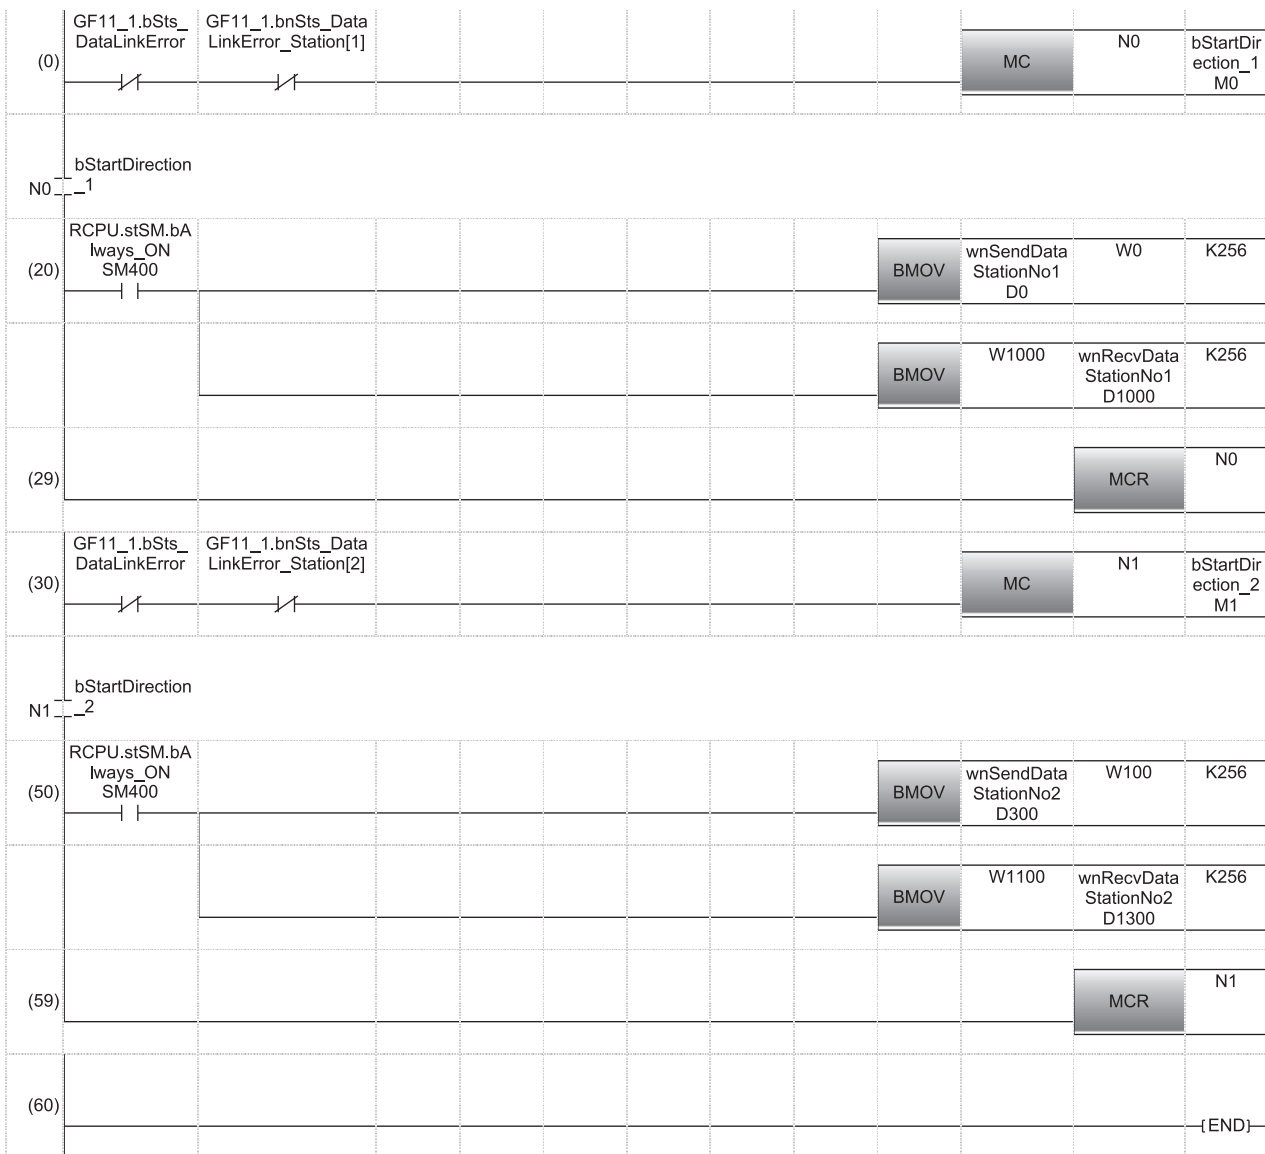 GF11_1.bSts_
DataLinkError
GF11_1.bnSts_Data
LinkError_Station[1]
(0)
MC
N0
bStartDir
ection_1
M0
bStartDirection
_1
N0
RCPU.stSM.bA
lways_ON
SM400
(20)
BMOV
wnSendData
StationNo1
D0
W0
K256
BMOV
W1000
wnRecvData
StationNo1
D1000
K256
(29)
MCR
N0
GF11_1.bSts_
DataLinkError
GF11_1.bnSts_Data
LinkError_Station[2]
(30)
MC
N1
bStartDir
ection_2
M1
bStartDirection
_2
N1
RCPU.stSM.bA
lways_ON
SM400
(50)
BMOV
wnSendData
StationNo2
D300
W100
K256
BMOV
W1100
wnRecvData
StationNo2
D1300
K256
(59)
MCR
N1
(60)
[END]